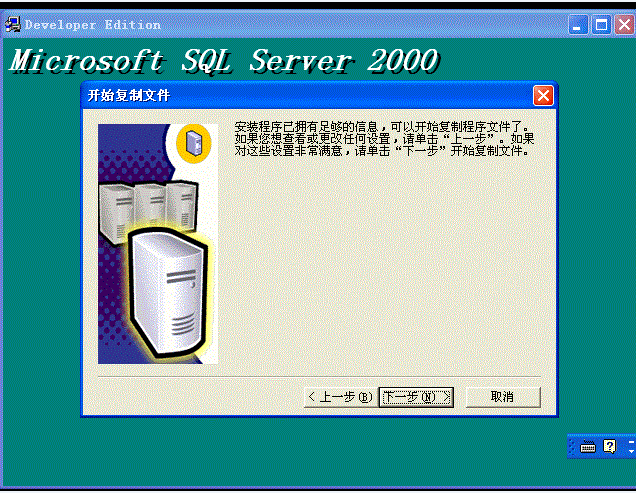 Developer Edition
Microsoft SQL Server 2000
开始复制文件
安装程序已拥有足够的信息，可以开始复制程序文件了。
如果您想查看或更改任何设置，请单击“上一步”。如果
对这些设置非常满意，请单击“下一步”开始复制文件。
< 上一步(B)
下一步(N) >
取消